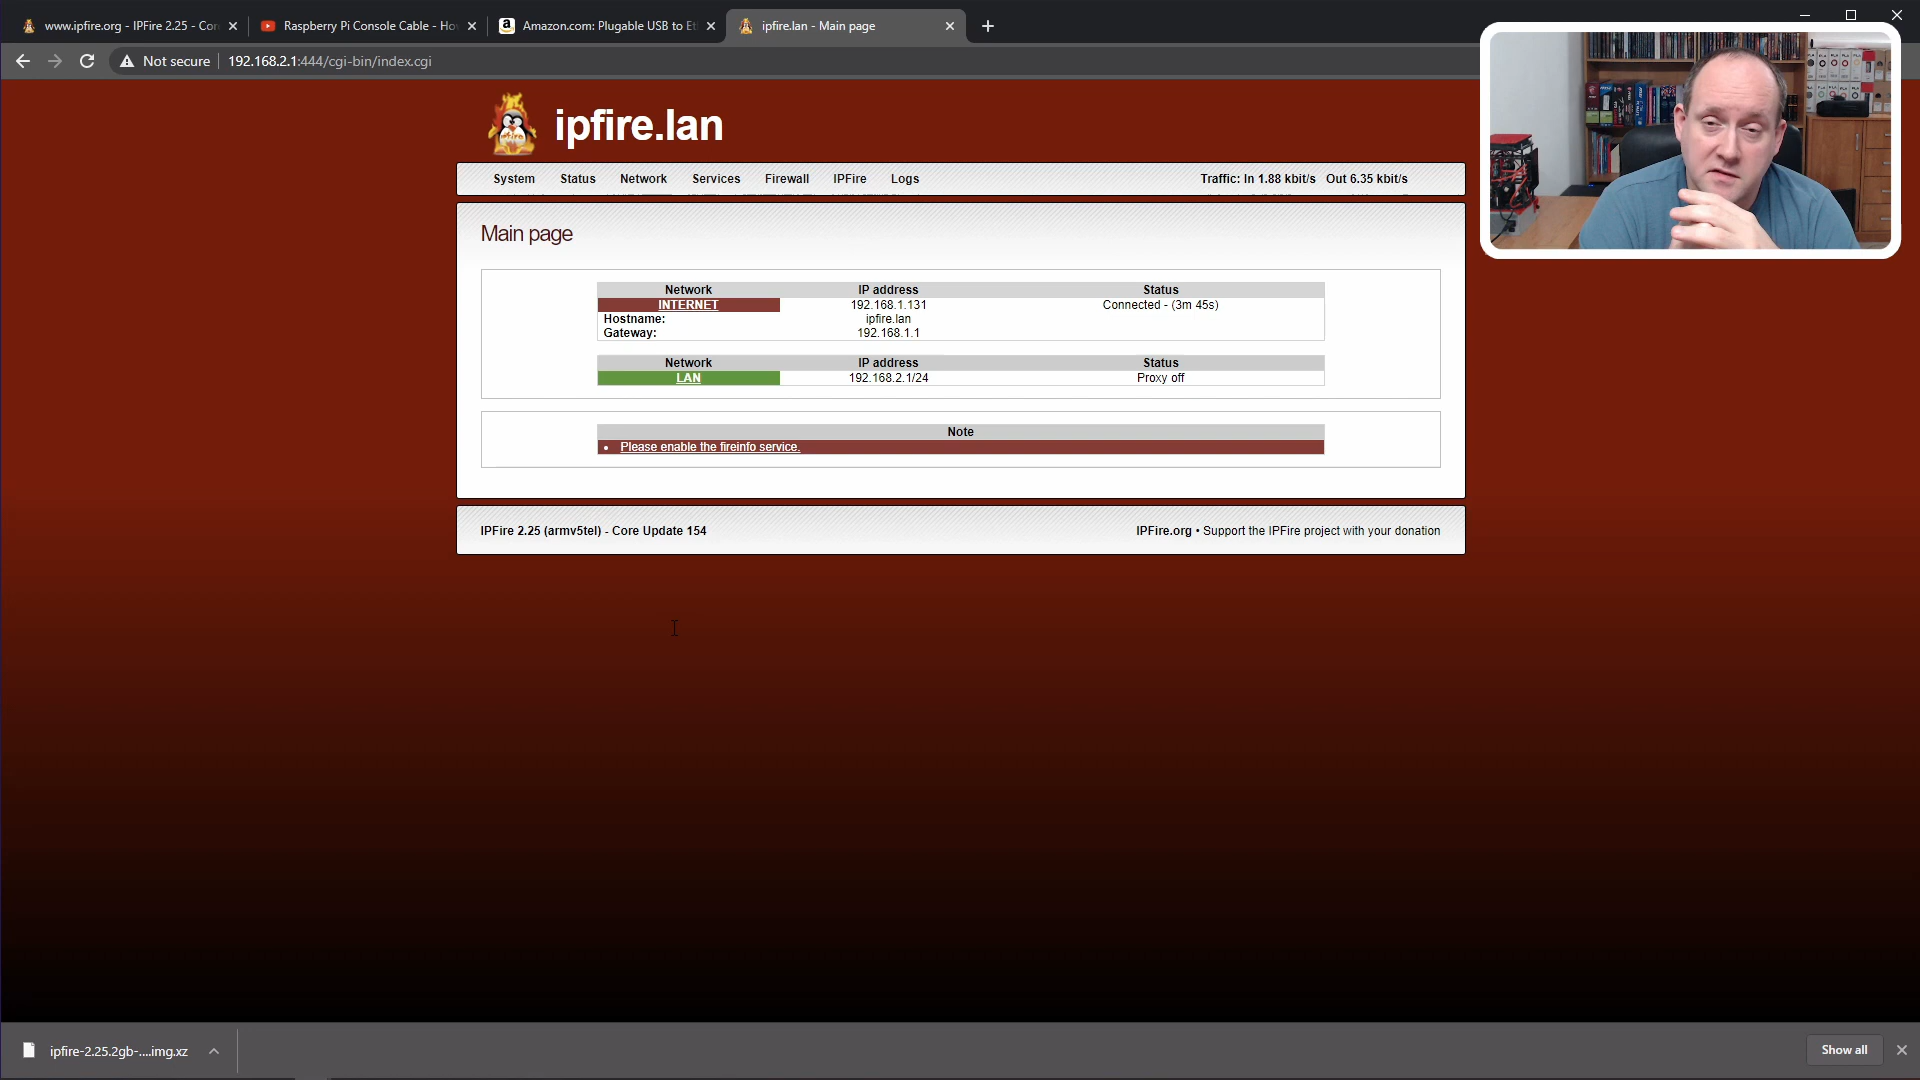 www.ipfire.org - IPFire 2.25 - Cor
Raspberry Pi Console Cable - Ho
Amazon.com: Plugable USB to Et
ipfire.lan - Main page
Not secure
192.168.2.1:444/cgi-bin/index.cgi
ipfire.lan
System
Status
Network
Services
Firewall
IPFire
Logs
Traffic: In 1.88 kbit/s Out 6.35 kbit/s
Main page
Network IP address Status
INTERNET 192.168.1.131 Connected - (3m 45s)
Hostname: ipfire.lan
Gateway: 192.168.1.1
Network IP address Status
LAN 192.168.2.1/24 Proxy off
Note
• Please enable the fireinfo service.
IPFire 2.25 (armv5tel) - Core Update 154
IPFire.org • Support the IPFire project with your donation
ipfire-2.25.2gb-....img.xz
Show all